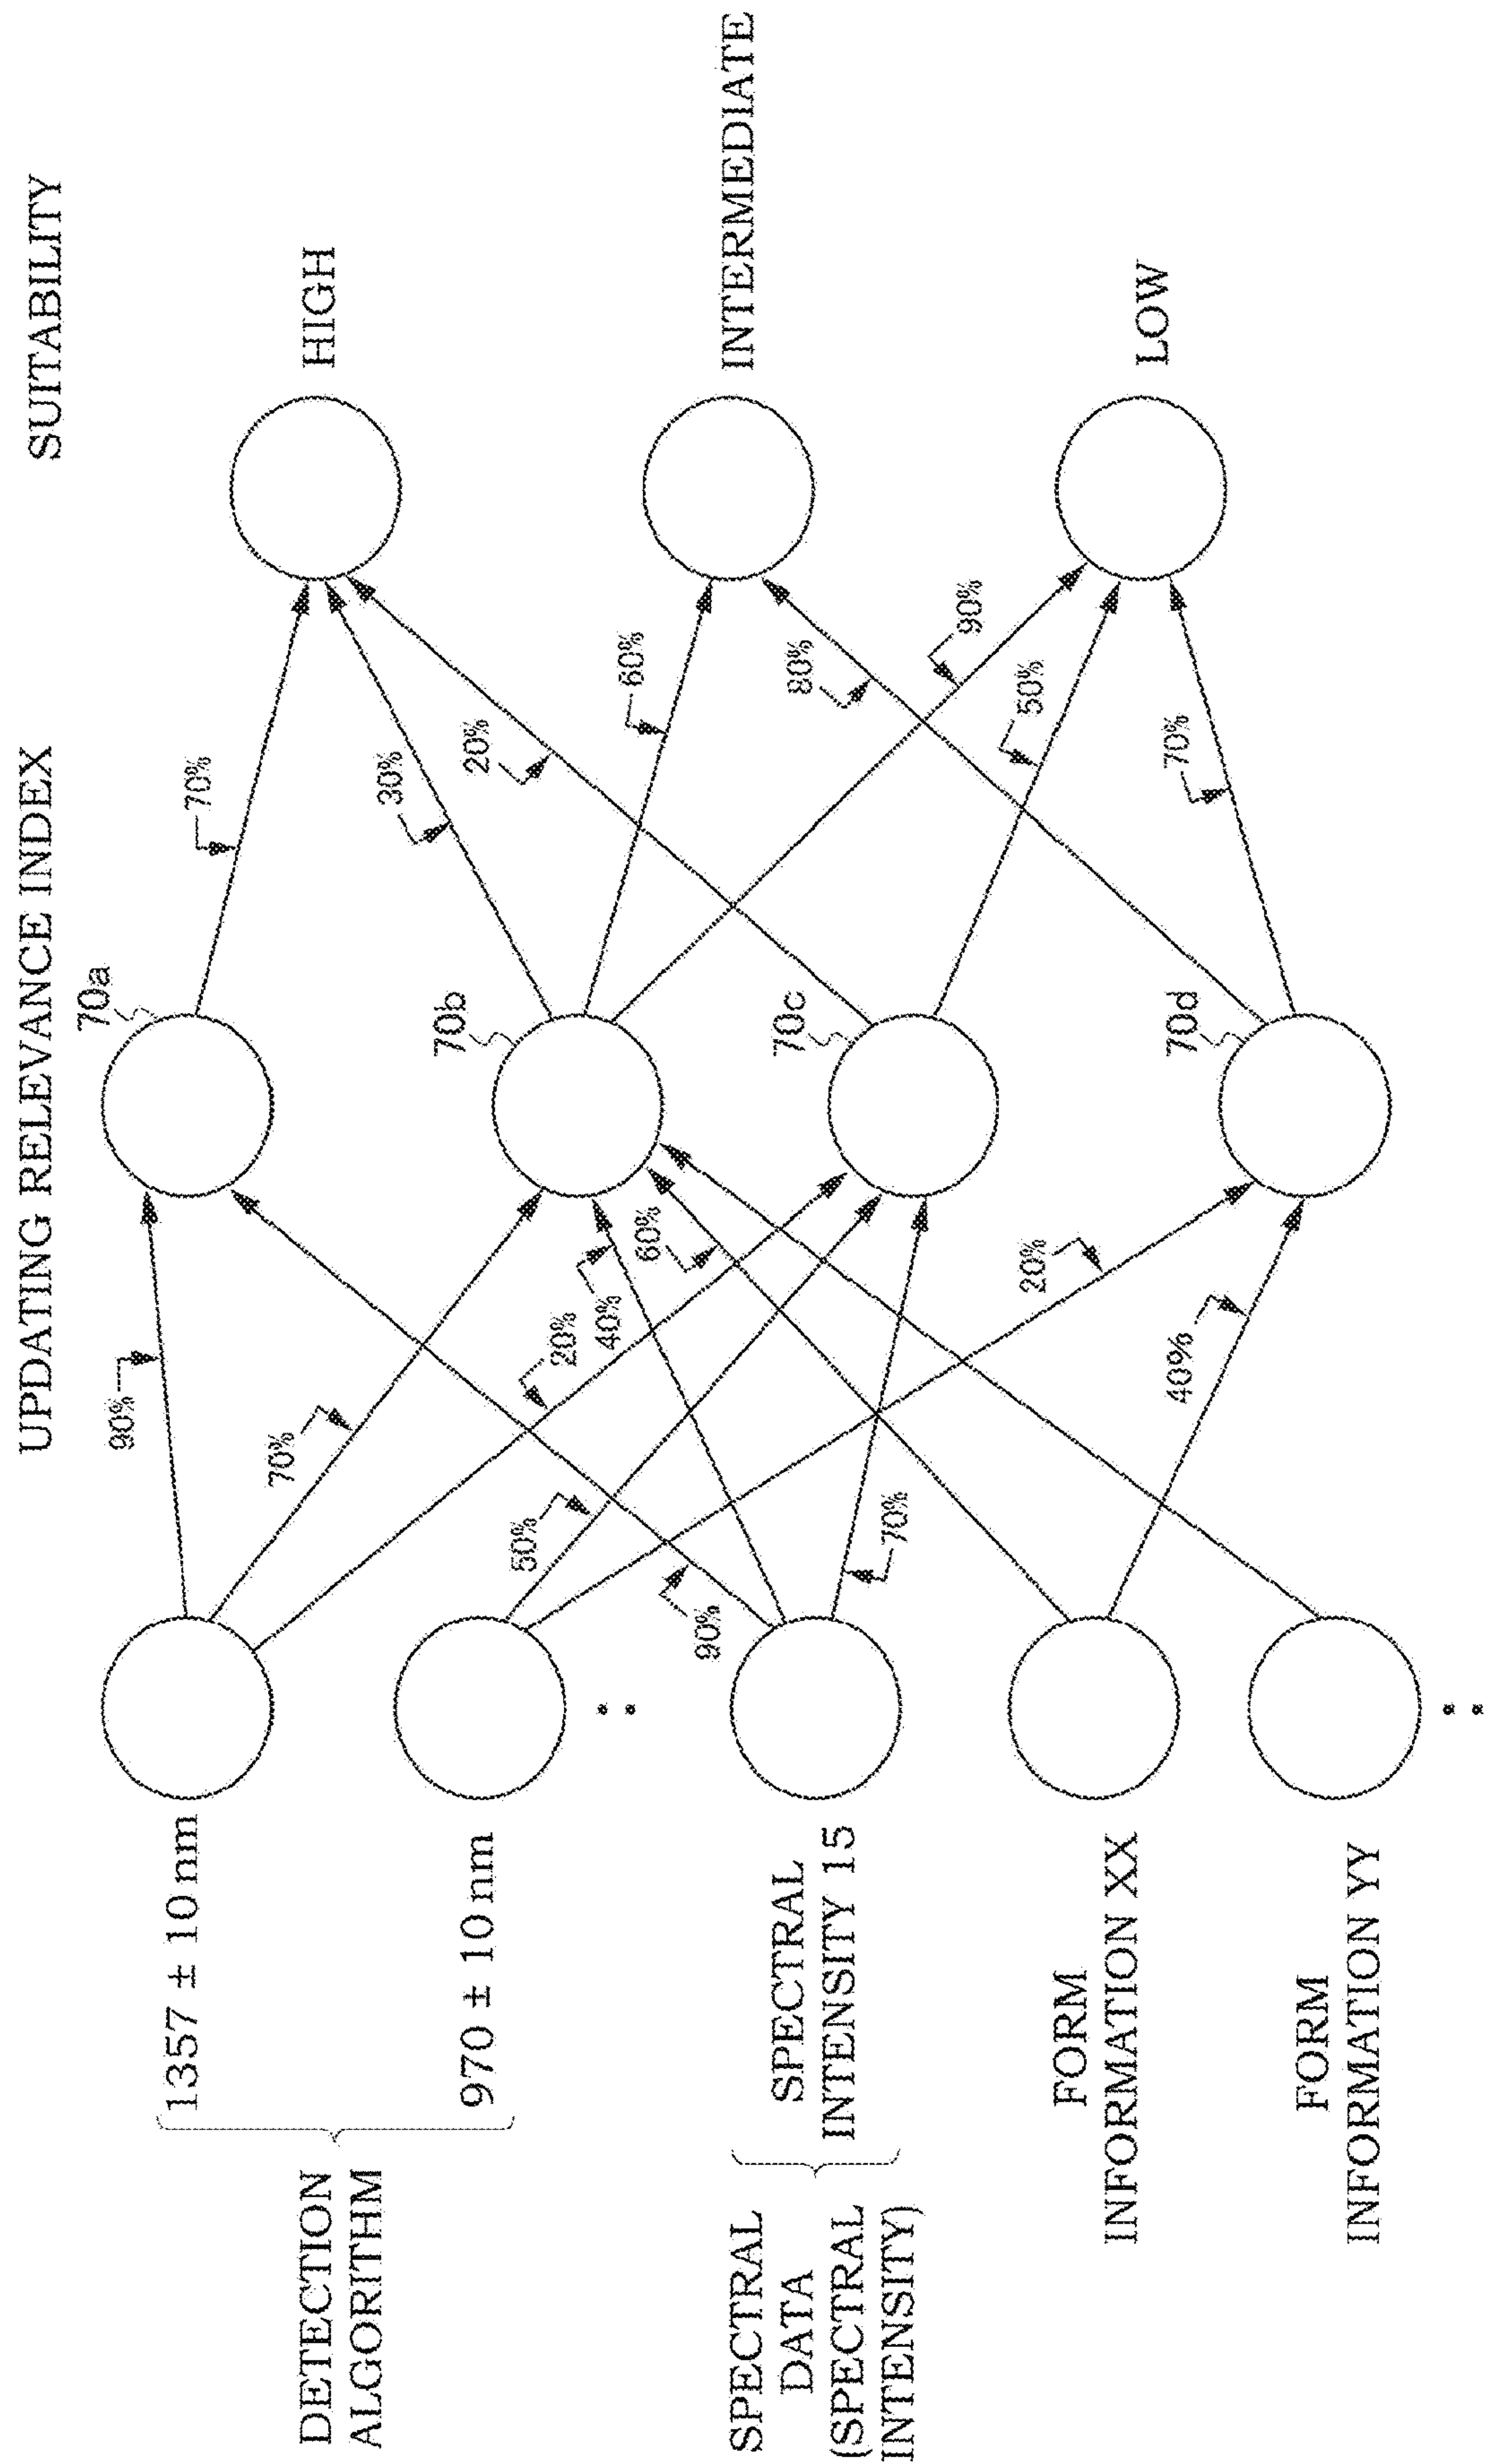 UPDATING RELEVANCE INDEX
SUITABILITY
DETECTION
ALGORITHM
1357 ± 10 nm
970 ± 10 nm
SPECTRAL
DATA
(SPECTRAL
INTENSITY)
SPECTRAL
INTENSITY 15
FORM
INFORMATION XX
FORM
INFORMATION YY
90%
70%
20%
50%
40%
60%
90%
70%
20%
40%
70a
70b
70c
70d
70%
30%
20%
60%
80%
90%
50%
70%
HIGH
INTERMEDIATE
LOW